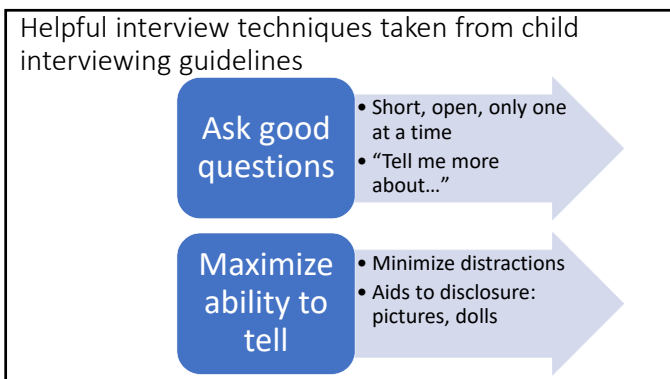 Helpful interview techniques taken from child
interviewing guidelines
Ask good
questions
• Short, open, only one
at a time
• “Tell me more
about…”
Maximize
ability to
tell
• Minimize distractions
• Aids to disclosure:
pictures, dolls